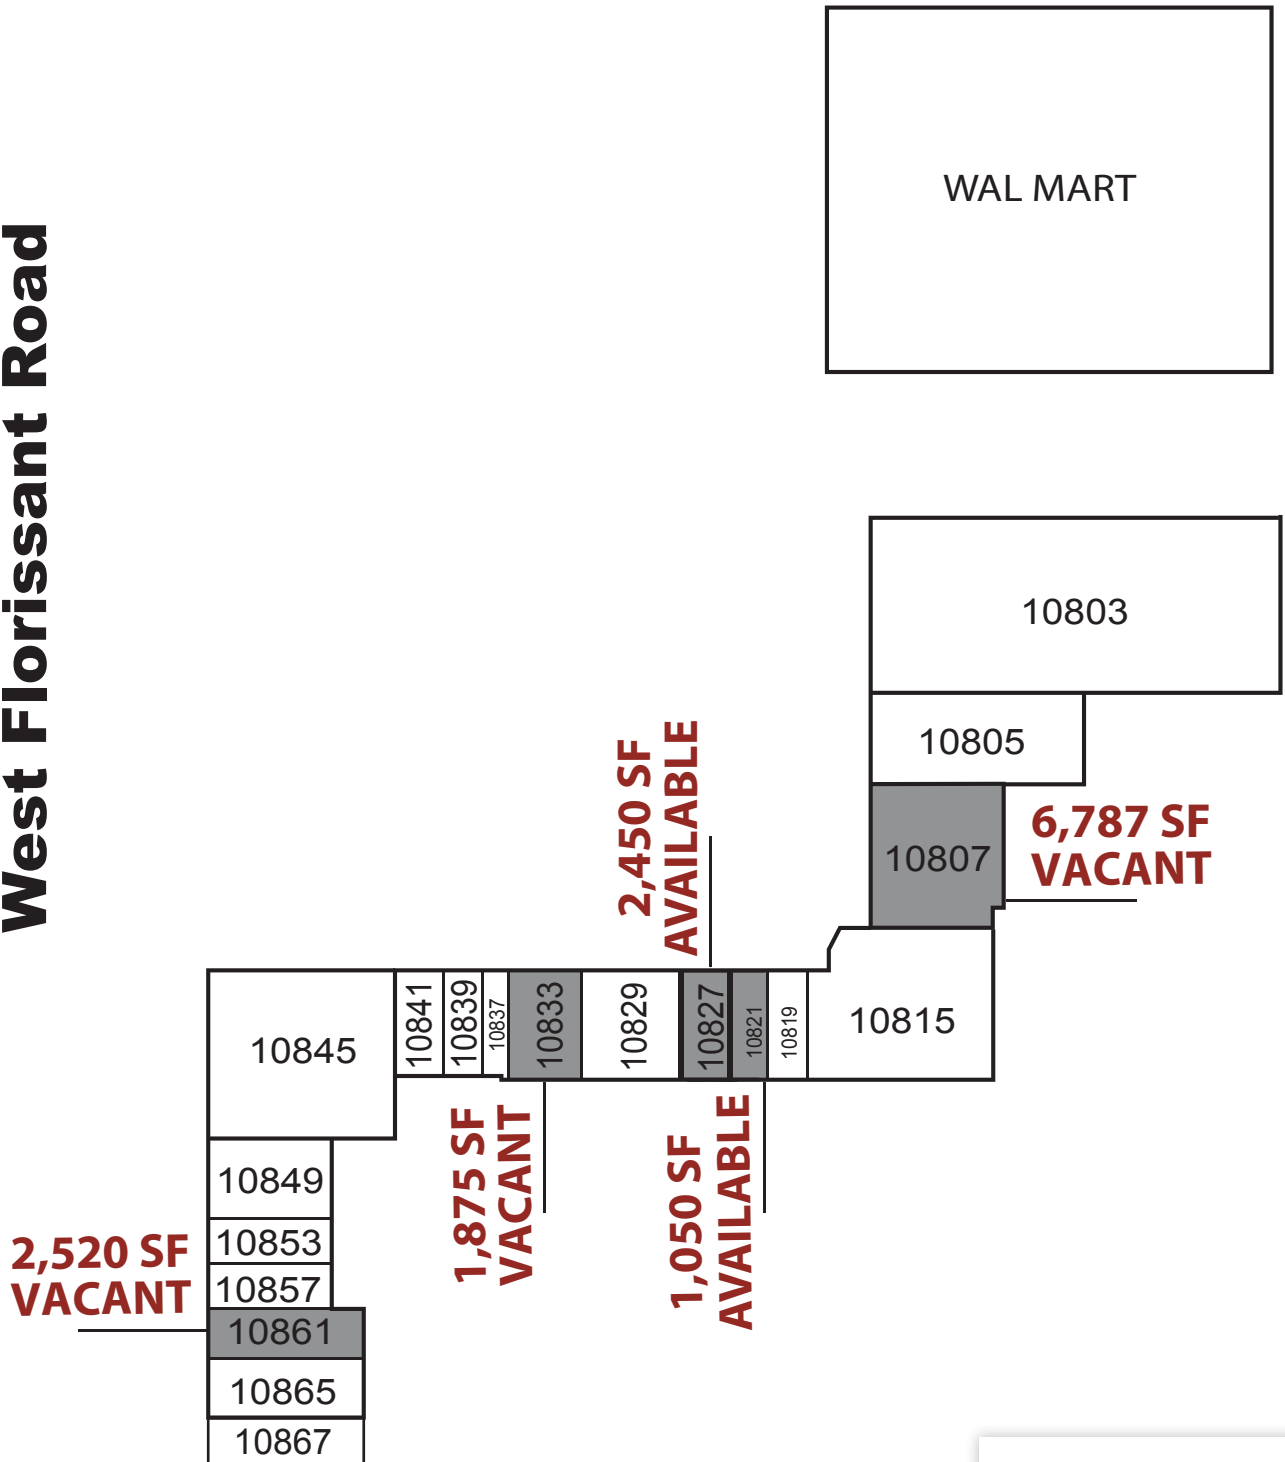 WAL MART
West Florissant Road
10803
10805
10807
6,787 SF
VACANT
2,450 SF
AVAILABLE
10845
10841
10839
10837
10833
10829
10827
10821
10819
10815
1,875 SF
VACANT
1,050 SF
AVAILABLE
10849
10853
10857
2,520 SF
VACANT
10861
10865
10867